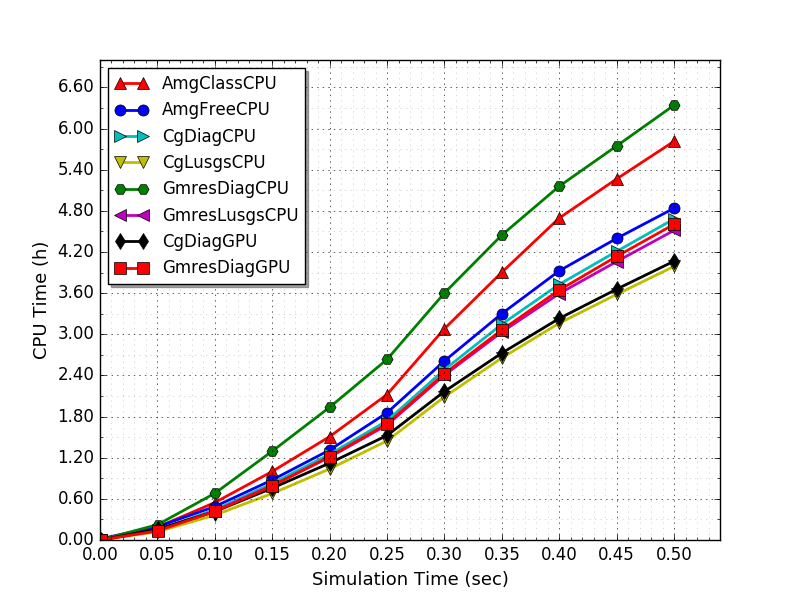 AmgClassCPU
AmgFreeCPU
CgDiagCPU
CgLusgsCPU
GmresDiagCPU
GmresLusgsCPU
CgDiagGPU
GmresDiagGPU
CPU Time (h)
6.60
6.00
5.40
4.80
4.20
3.60
3.00
2.40
1.80
1.20
0.60
0.00
0.00 0.05 0.10 0.15 0.20 0.25 0.30 0.35 0.40 0.45 0.50
Simulation Time (sec)